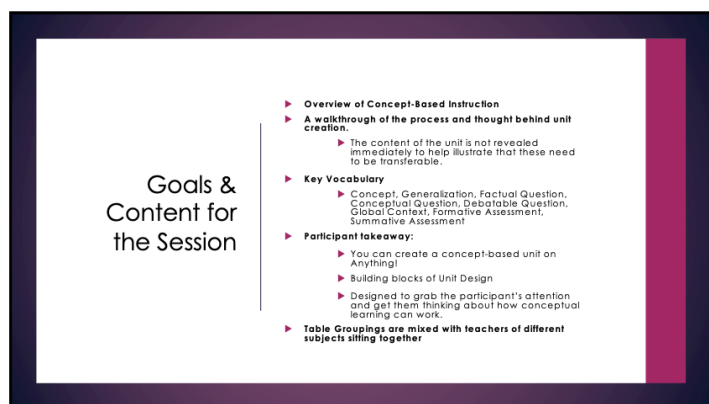 Goals &
Content for
the Session
Overview of Concept-Based Instruction
A walkthrough of the process and thought behind unit
creation.
The content of the unit is not revealed
immediately to help illustrate that these need
to be transferable.
Key Vocabulary
Concept, Generalization, Factual Question,
Conceptual Question, Debatable Question,
Global Context, Formative Assessment,
Summative Assessment
Participant takeaway:
You can create a concept-based unit on
Anything!
Building blocks of Unit Design
Designed to grab the participant's attention
and get them thinking about how conceptual
learning can work.
Table Groupings are mixed with teachers of different
subjects sitting together